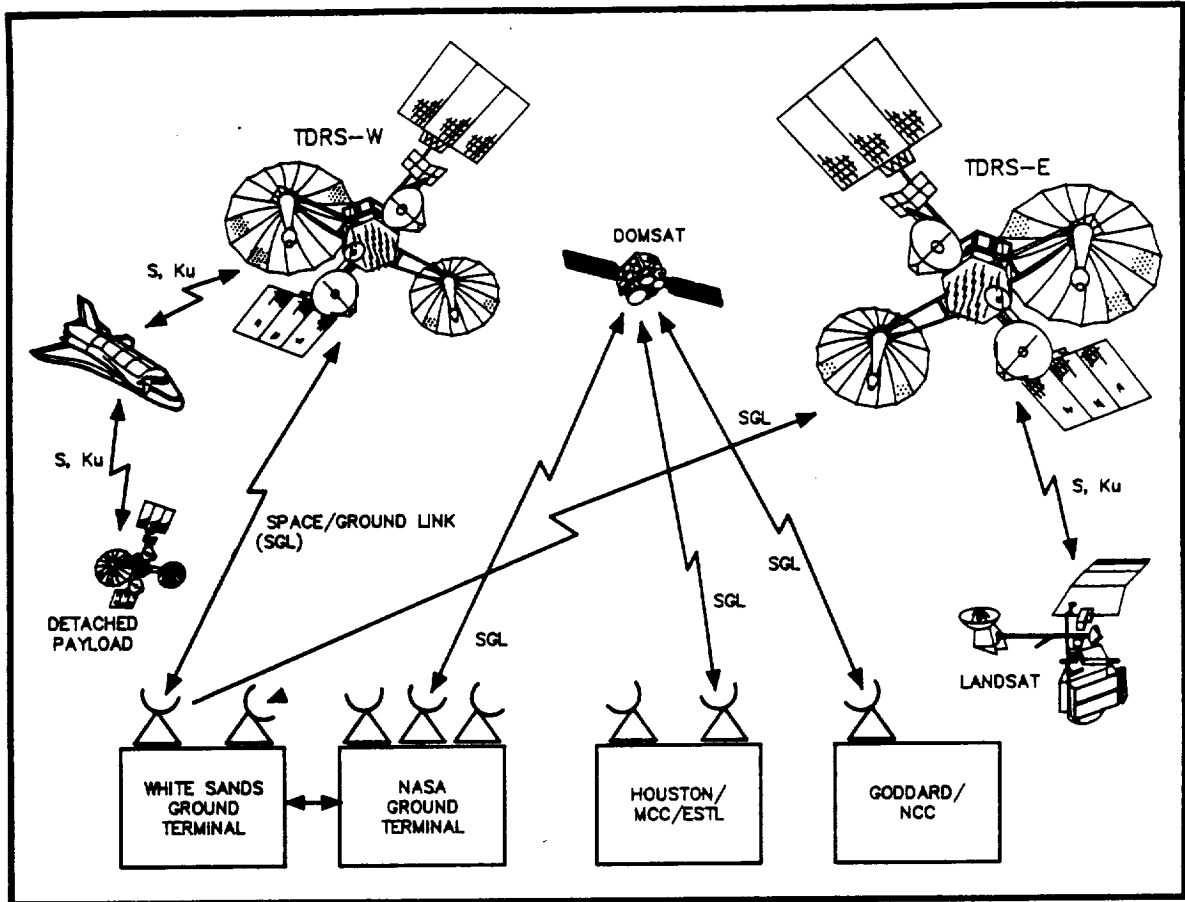 TDRS-W
TDRS-E
DOMSAT
S, Ku
SGL
S, Ku
S, Ku
SPACE/GROUND LINK
(SGL)
SGL
SGL
DETACHED
PAYLOAD
SGL
LANDSAT
WHITE SANDS
GROUND
TERMINAL
NASA
GROUND
TERMINAL
HOUSTON/
MCC/ESTL
GODDARD/
NCC